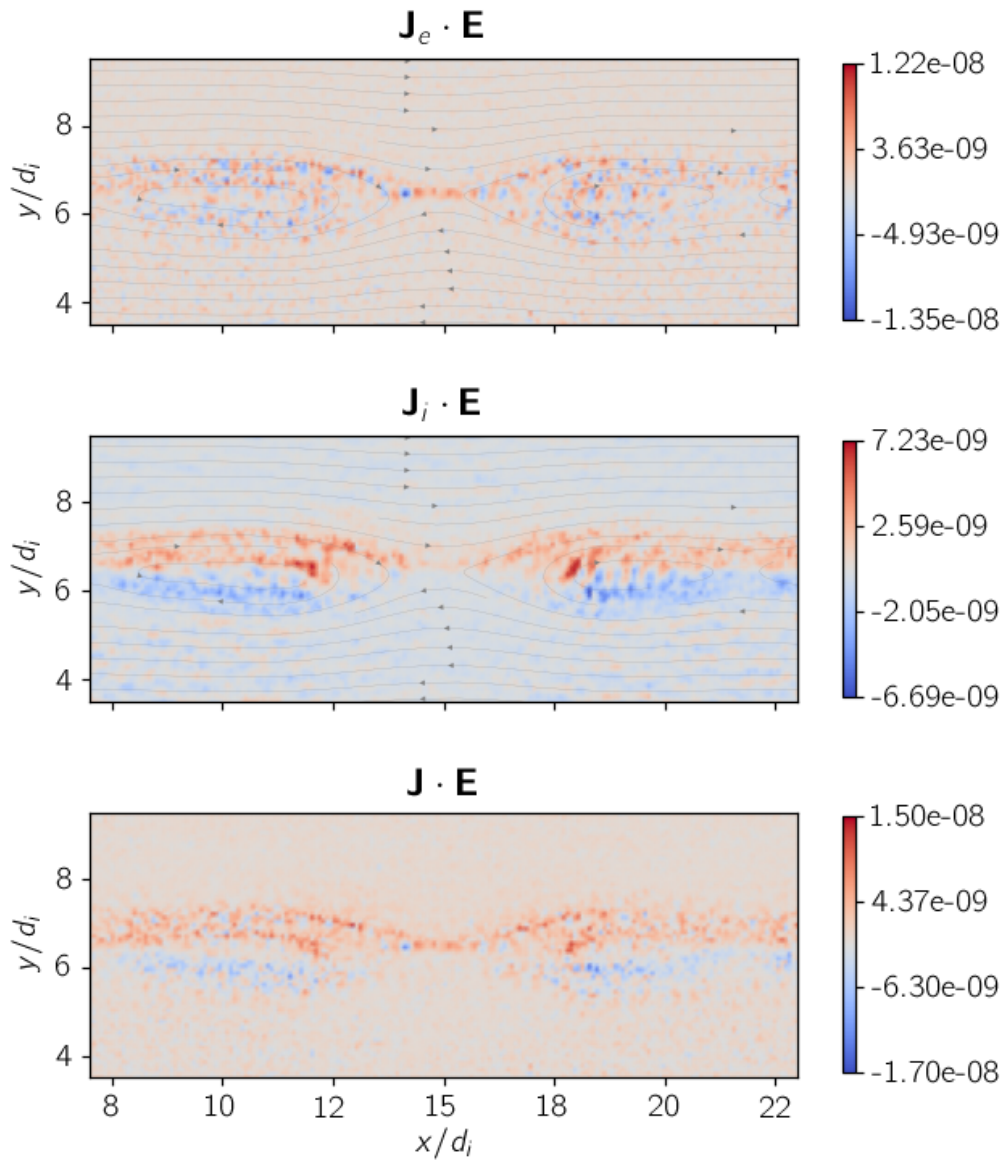 J_e · E
8
6
4
y/d_i
1.22e-08
3.63e-09
-4.93e-09
-1.35e-08
J_i · E
8
6
4
y/d_i
7.23e-09
2.59e-09
-2.05e-09
-6.69e-09
J · E
8
6
4
y/d_i
1.50e-08
4.37e-09
-6.30e-09
-1.70e-08
8 10 12 15 18 20 22
x/d_i